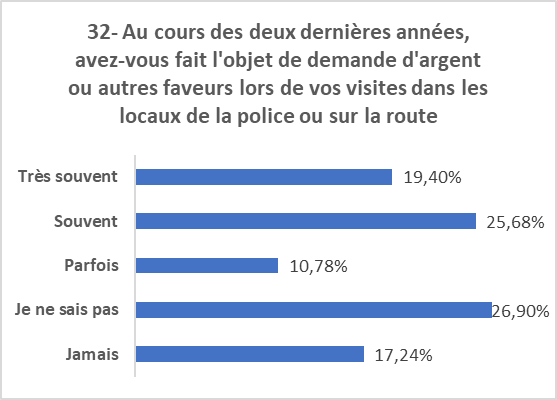 32- Au cours des deux dernières années,
avez-vous fait l'objet de demande d'argent
ou autres faveurs lors de vos visites dans les
locaux de la police ou sur la route
Très souvent 19,40%
Souvent 25,68%
Parfois 10,78%
Je ne sais pas 26,90%
Jamais 17,24%